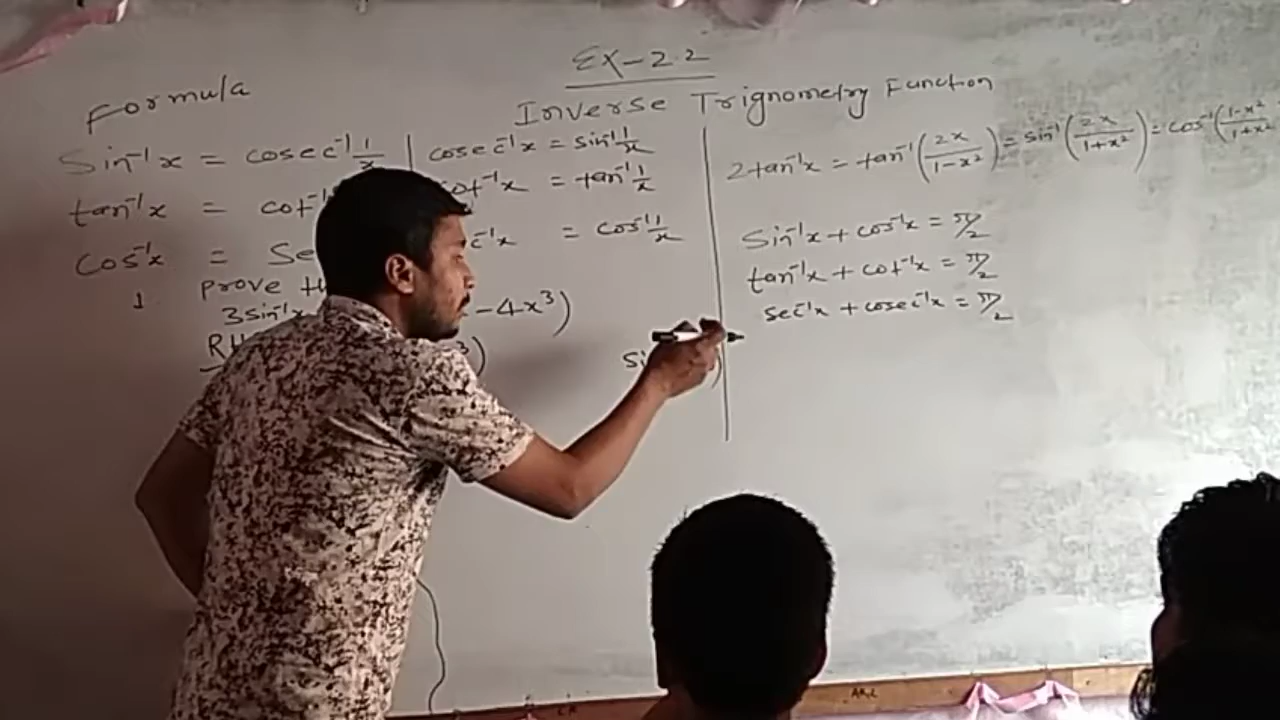 EX-2.2
Inverse Trignometry Function
Formula
Sin⁻¹x = cosec⁻¹ 1/x | cosec⁻¹x = sin⁻¹ 1/x
tan⁻¹x = cot⁻¹ cot⁻¹x = tan⁻¹ 1/x
Cos⁻¹x = Se c⁻¹x = cos⁻¹ 1/x
1 prove
3sin⁻¹x - 4x³)
³)
2tan⁻¹x = tan⁻¹(2x/(1-x²)) = sin⁻¹(2x/(1+x²)) = cos⁻¹(1-x²/1+x²
Sin⁻¹x + cos⁻¹x = π/2
tan⁻¹x + cot⁻¹x = π/2
sec⁻¹x + cosec⁻¹x = π/2